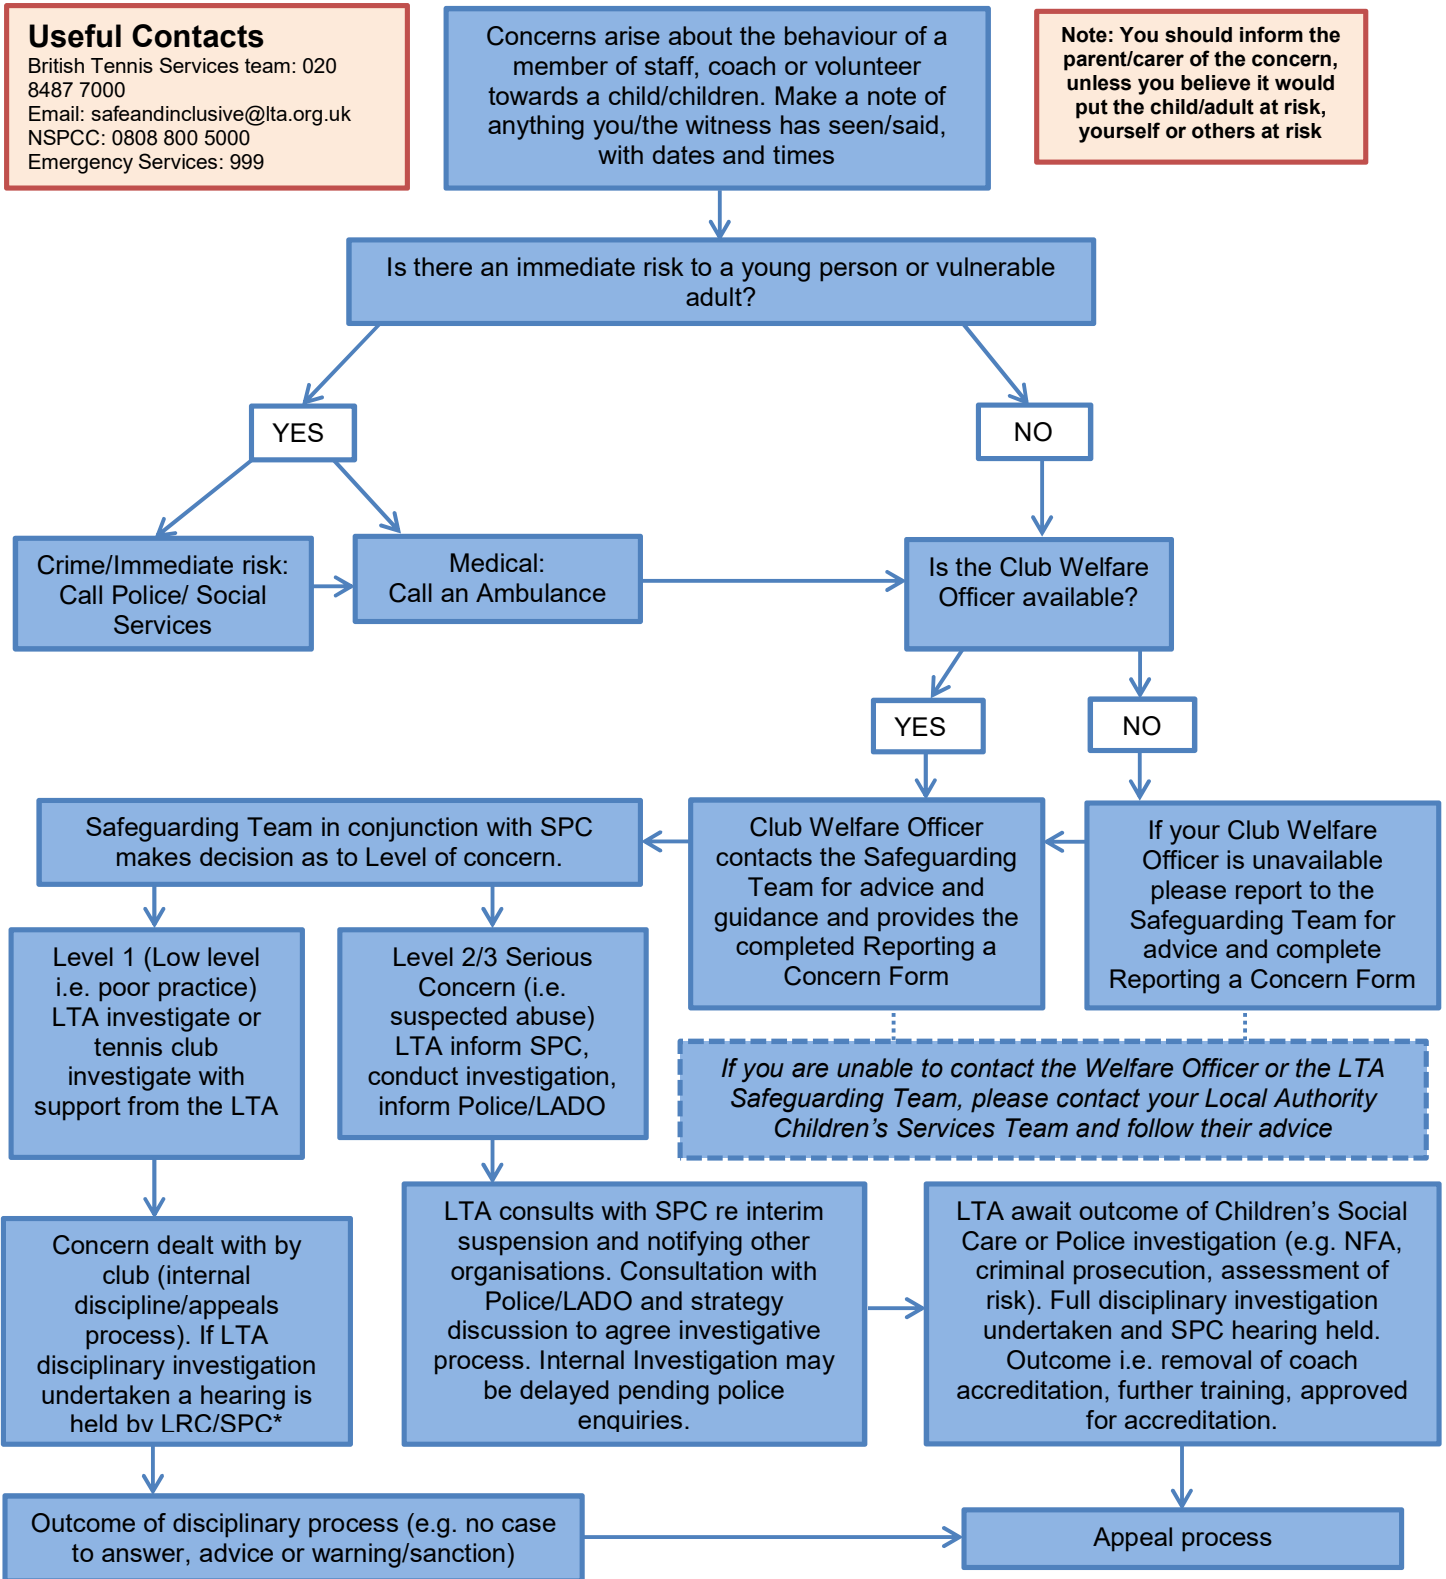 Useful Contacts
British Tennis Services team: 020
8487 7000
Email: safeandinclusive@lta.org.uk
NSPCC: 0808 800 5000
Emergency Services: 999
Concerns arise about the behaviour of a
member of staff, coach or volunteer
towards a child/children. Make a note of
anything you/the witness has seen/said,
with dates and times
Note: You should inform the
parent/carer of the concern,
unless you believe it would
put the child/adult at risk,
yourself or others at risk
Is there an immediate risk to a young person or vulnerable
adult?
YES
NO
Crime/Immediate risk:
Call Police/ Social
Services
Medical:
Call an Ambulance
Is the Club Welfare
Officer available?
YES
NO
Safeguarding Team in conjunction with SPC
makes decision as to Level of concern.
Club Welfare Officer
contacts the Safeguarding
Team for advice and
guidance and provides the
completed Reporting a
Concern Form
If your Club Welfare
Officer is unavailable
please report to the
Safeguarding Team for
advice and complete
Reporting a Concern Form
Level 1 (Low level
i.e. poor practice)
LTA investigate or
tennis club
investigate with
support from the LTA
Level 2/3 Serious
Concern (i.e.
suspected abuse)
LTA inform SPC,
conduct investigation,
inform Police/LADO
If you are unable to contact the Welfare Officer or the LTA
Safeguarding Team, please contact your Local Authority
Children’s Services Team and follow their advice
Concern dealt with by
club (internal
discipline/appeals
process). If LTA
disciplinary investigation
undertaken a hearing is
held by LRC/SPC*
LTA consults with SPC re interim
suspension and notifying other
organisations. Consultation with
Police/LADO and strategy
discussion to agree investigative
process. Internal Investigation may
be delayed pending police
enquiries.
LTA await outcome of Children’s Social
Care or Police investigation (e.g. NFA,
criminal prosecution, assessment of
risk). Full disciplinary investigation
undertaken and SPC hearing held.
Outcome i.e. removal of coach
accreditation, further training, approved
for accreditation.
Outcome of disciplinary process (e.g. no case
to answer, advice or warning/sanction)
Appeal process